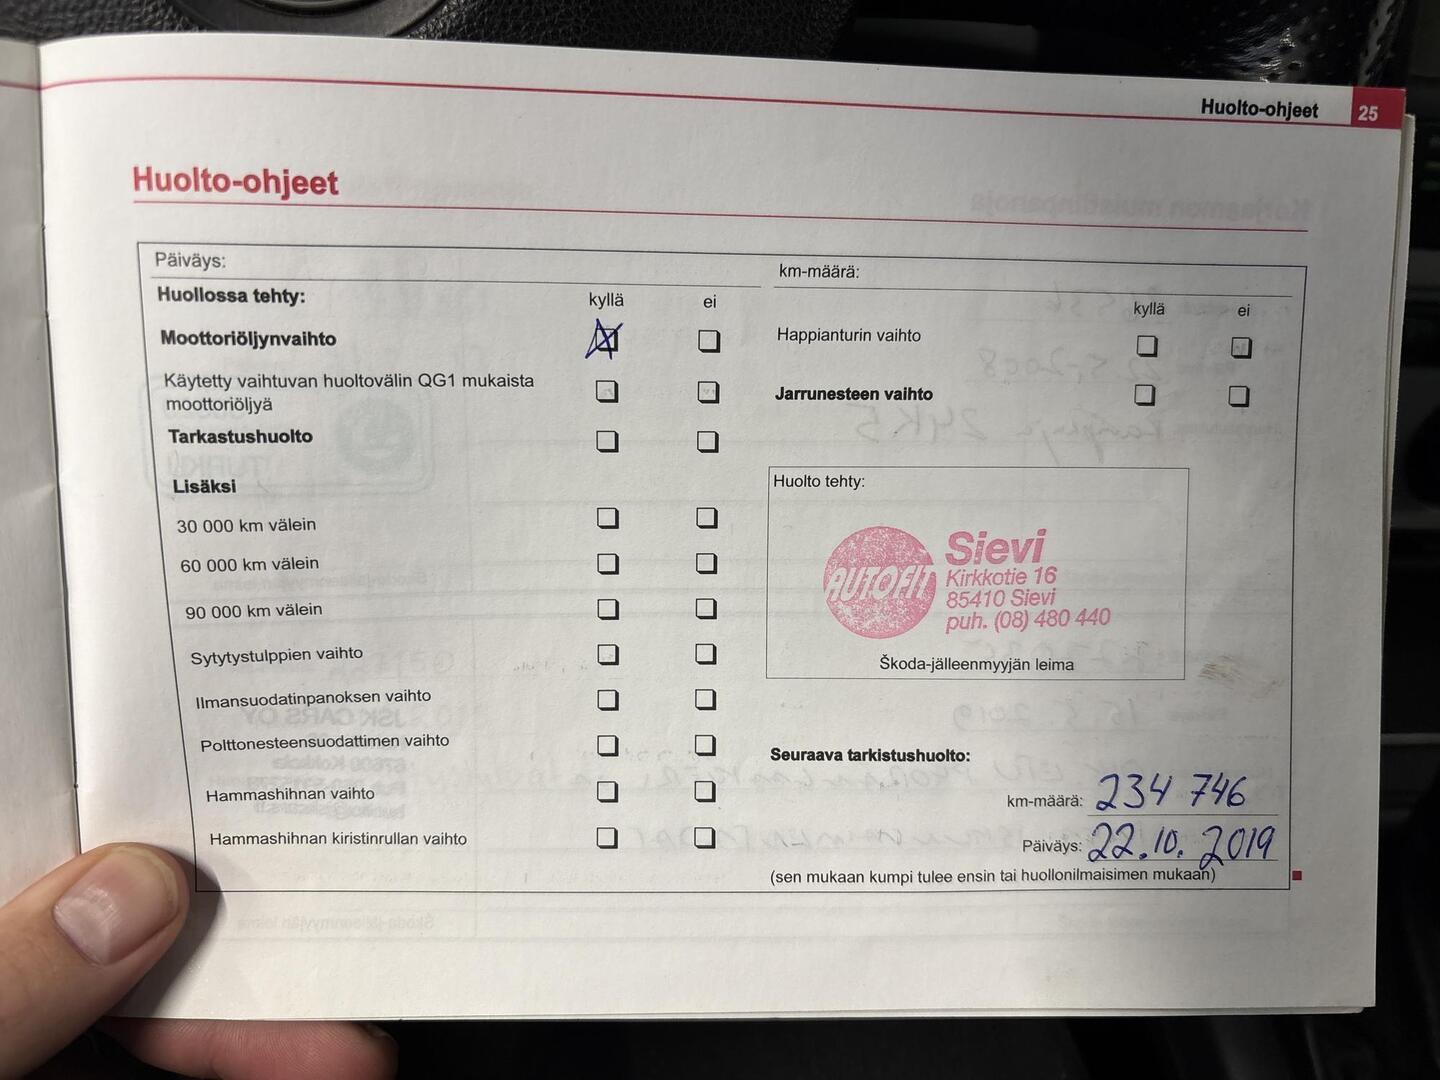 Huolto-ohjeet 25
Huolto-ohjeet
Päiväys:
km-määrä:
Huollossa tehty: kyllä ei
Moottoriöljynvaihto
Käytetty vaihtuvan huoltovälin QG1 mukaista
moottoriöljyä
Tarkastushuolto
Lisäksi
30 000 km välein
60 000 km välein
90 000 km välein
Sytytystulppien vaihto
Ilmansuodatinpanoksen vaihto
Polttonesteensuodattimen vaihto
Hammashihnan vaihto
Hammashihnan kiristinrullan vaihto
kyllä ei
Happianturin vaihto
Jarrunesteen vaihto
Huolto tehty:
AUTOFIT
Sievi
Kirkkotie 16
85410 Sievi
puh. (08) 480 440
Škoda-jälleenmyyjän leima
Seuraava tarkistushuolto:
km-määrä: 234 746
Päiväys: 22.10. 2019
(sen mukaan kumpi tulee ensin tai huollonilmaisimen mukaan)